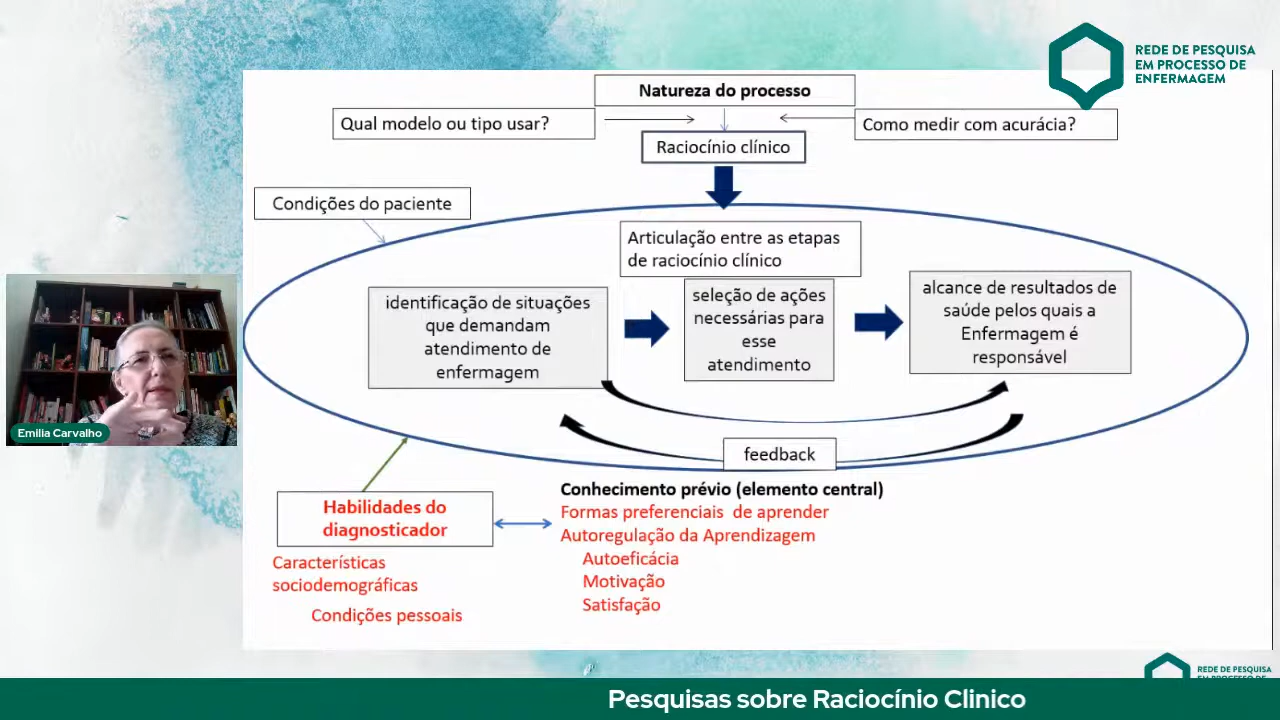 REDE DE PESQUISA
EM PROCESSO DE
ENFERMAGEM
Natureza do processo
Qual modelo ou tipo usar?
Como medir com acurácia?
Raciocínio clínico
Condições do paciente
Articulação entre as etapas
de raciocínio clínico
identificação de situações
que demandam
atendimento de
enfermagem
seleção de ações
necessárias para
esse
atendimento
alcance de resultados de
saúde pelos quais a
Enfermagem é
responsável
Emilia Carvalho
feedback
Habilidades do
diagnosticador
Características
sociodemográficas
Condições pessoais
Conhecimento prévio (elemento central)
Formas preferenciais de aprender
Autoregulação da Aprendizagem
Autoeficácia
Motivação
Satisfação
REDE DE PESQUISA
EM PROCESSO DE
Pesquisas sobre Raciocínio Clinico